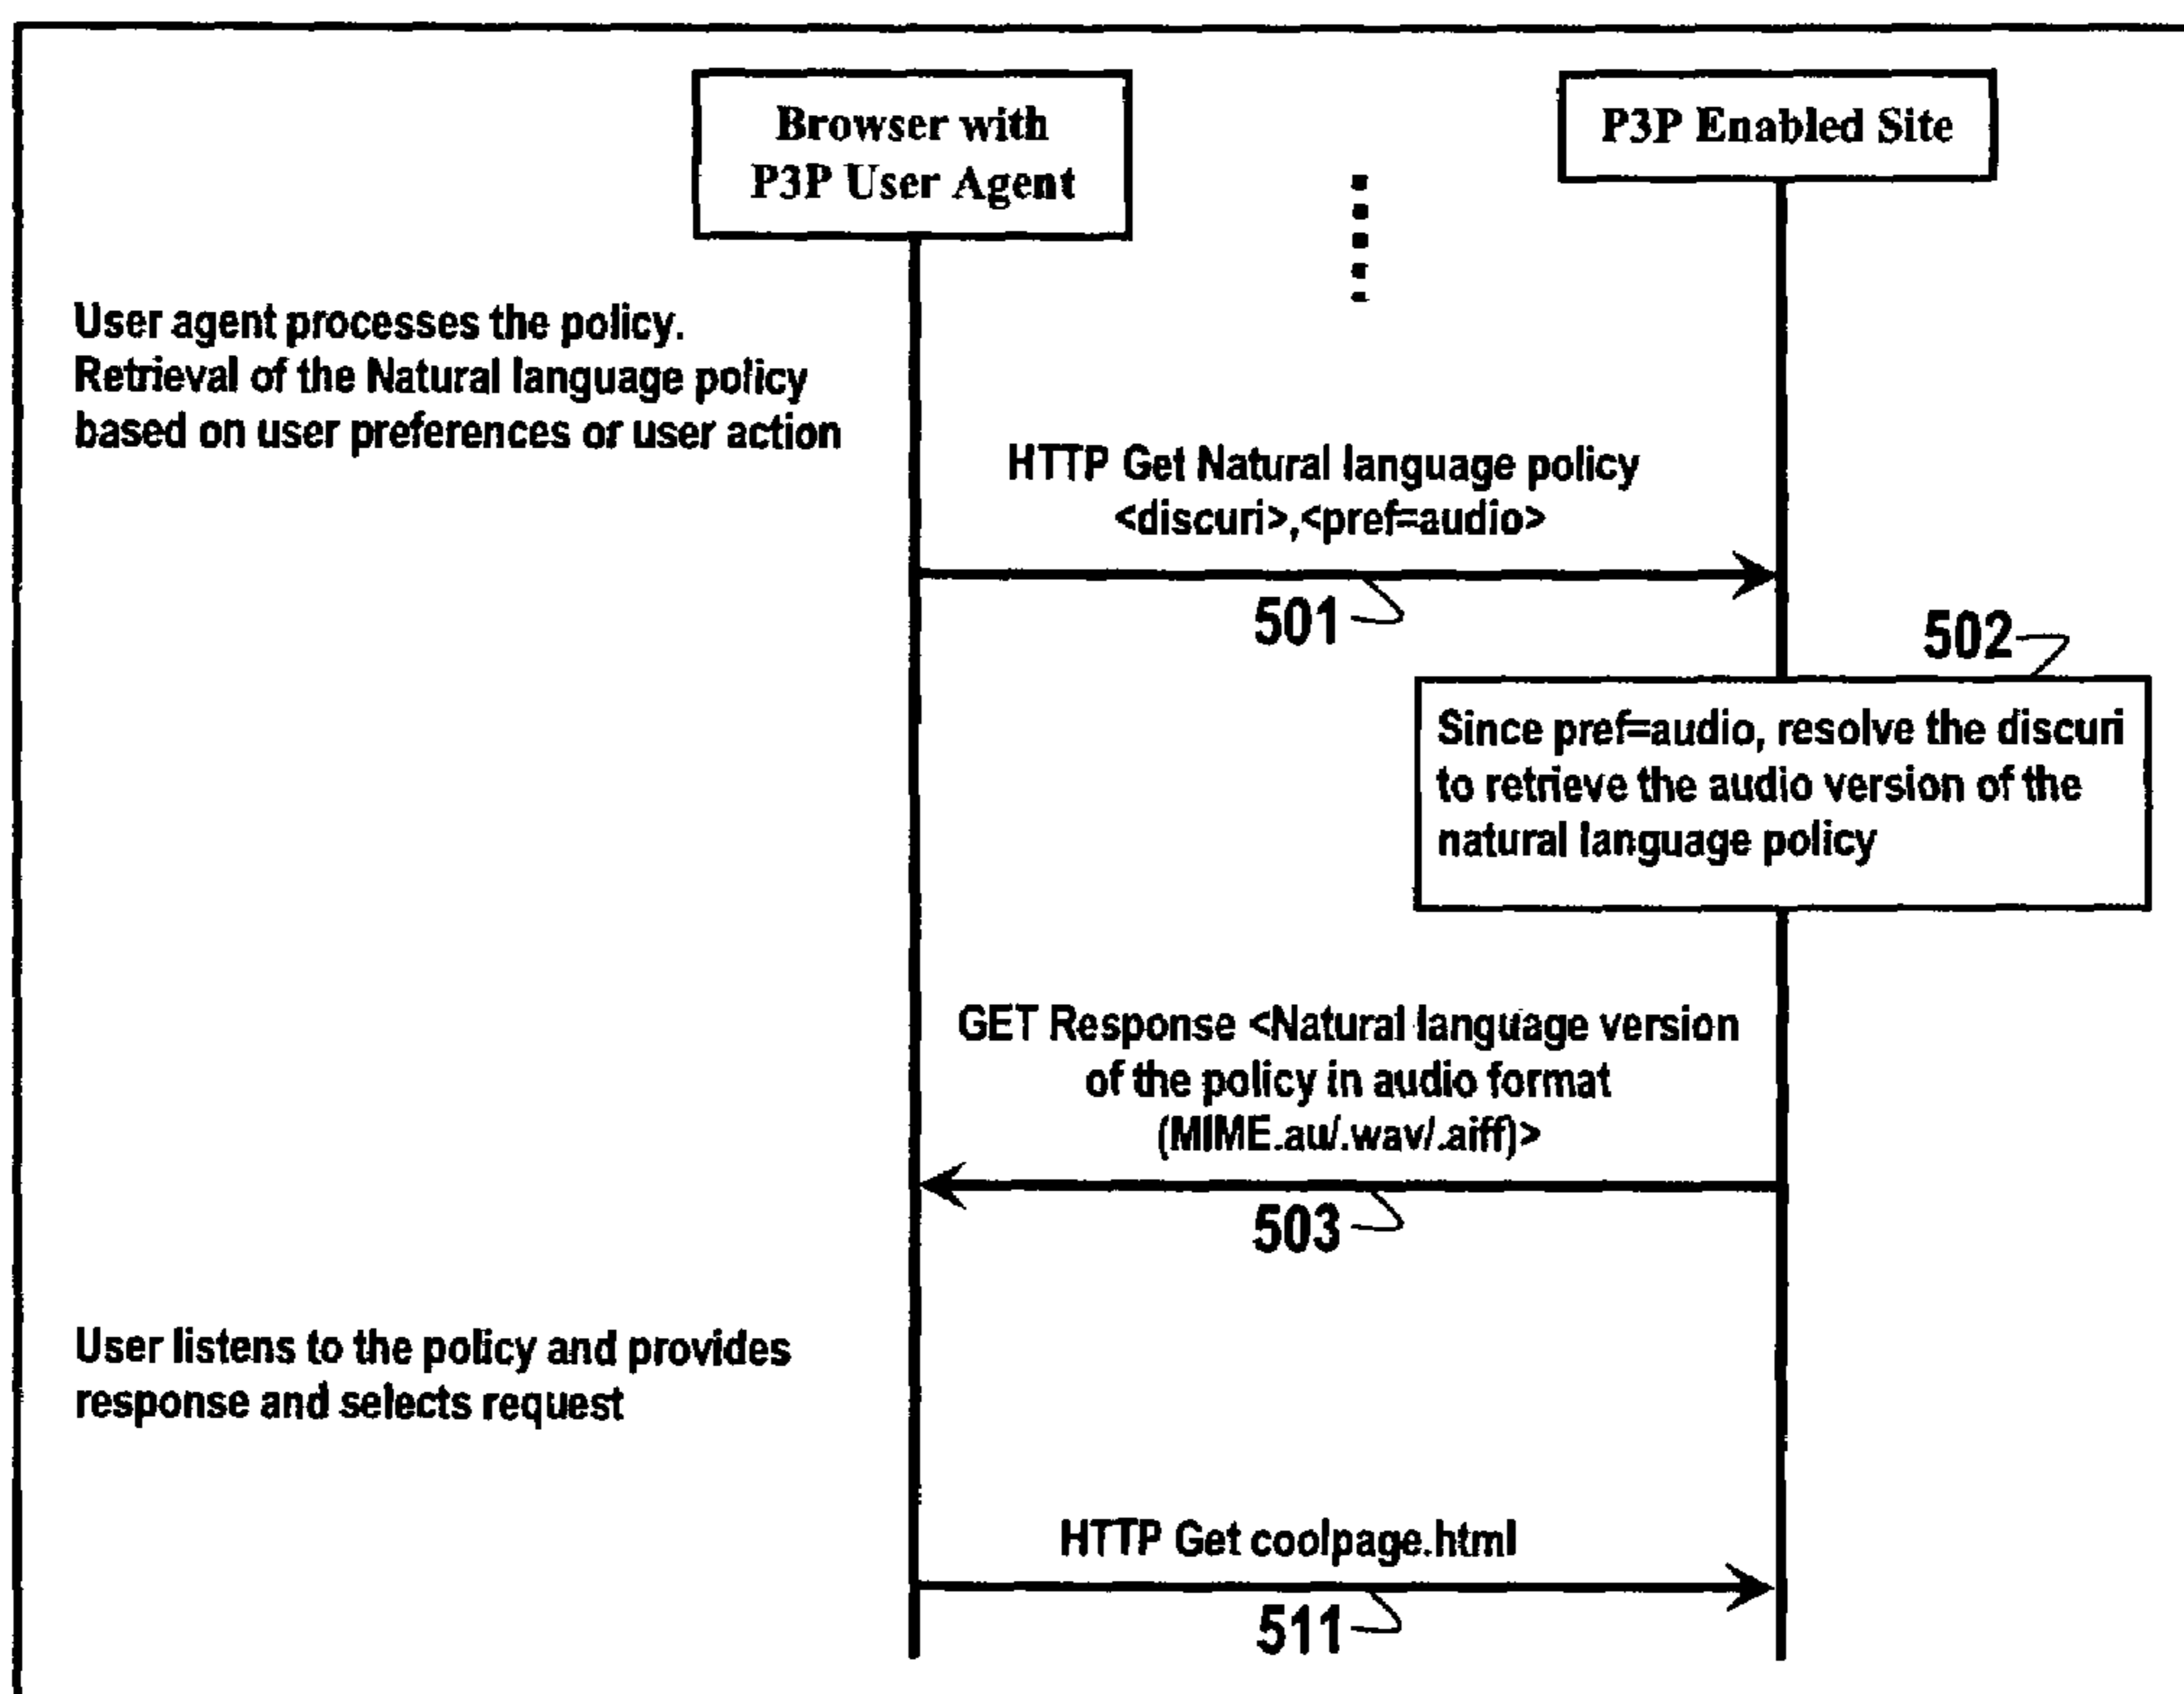 Browser with
P3P User Agent
P3P Enabled Site
User agent processes the policy.
Retrieval of the Natural language policy
based on user preferences or user action
HTTP Get Natural language policy
<discuri>,<pref=audio>
501
502
Since pref=audio, resolve the discuri
to retrieve the audio version of the
natural language policy
GET Response <Natural language version
of the policy in audio format
(MIME.au/.wav/.aiff)>
503
User listens to the policy and provides
response and selects request
HTTP Get coolpage.html
511